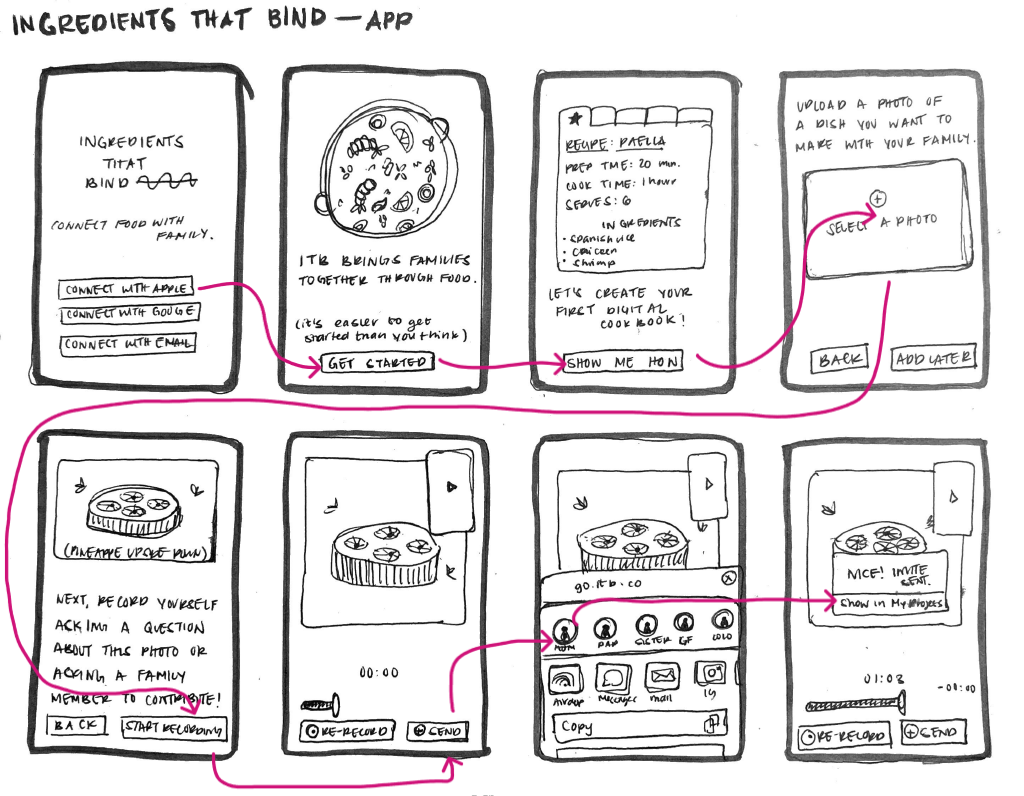 INGREDIENTS THAT BIND — APP
INGREDIENTS
THAT
BIND
CONNECT FOOD WITH
FAMILY.
CONNECT WITH APPLE
CONNECT WITH GOOGE
CONNECT WITH EMAIL
ITB BRINGS FAMILIES
TOGETHER THROUGH FOOD.
(it's easier to get
started than you think)
GET STARTED
RECIPE: PAELLA
PREP TIME: 20 min.
COOK TIME: 1 hour
SERVES: 6
INGREDIENTS
• Spanish rice
• Chicken
• Shrimp
LET'S CREATE YOUR
FIRST DIGITAL
COOKBOOK!
SHOW ME HOW
UPLOAD A PHOTO OF
A DISH YOU WANT TO
MAKE WITH YOUR FAMILY.
SELECT A PHOTO
BACK
ADD LATER
(PINEAPPLE UPSIDE DOWN)
NEXT, RECORD YOURSELF
ASKING A QUESTION
ABOUT THIS PHOTO OR
ASKING A FAMILY
MEMBER TO CONTRIBUTE!
BACK
START RECORDING
00:00
RE-RECORD
SEND
go.itb.co
MOM
DAD
SISTER
GF
LOLO
Airdrop
Messages
mail
IG
Copy
NICE! INVITE
SENT.
Show in My Projects
01:03
-00:00
RE-RECORD
SEND